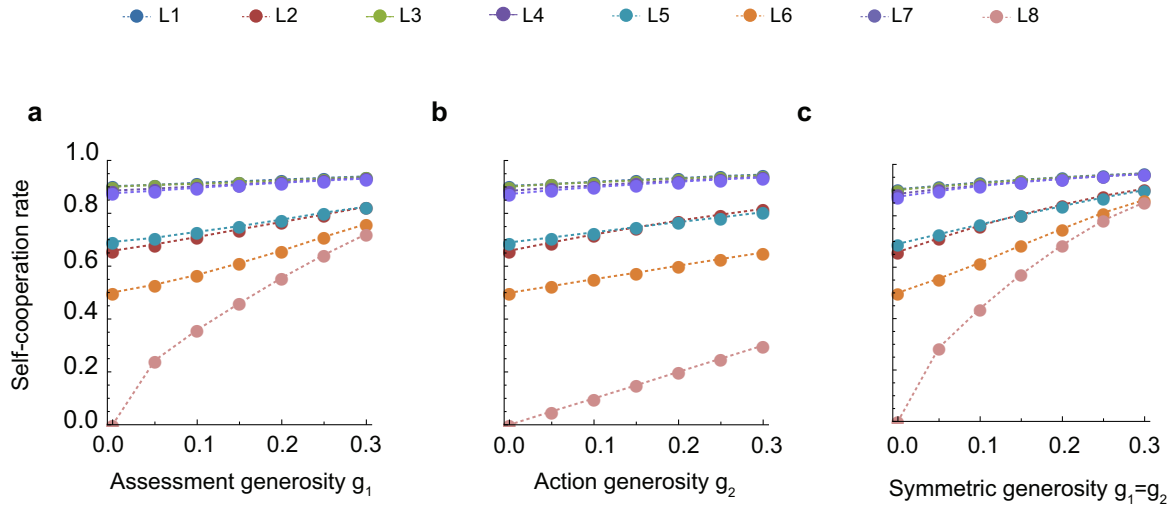 L1 L2 L3 L4 L5 L6 L7 L8
a b c
Self-cooperation rate
1.0
0.8
0.6
0.4
0.2
0.0
0.0 0.1 0.2 0.3
0.0 0.1 0.2 0.3
0.0 0.1 0.2 0.3
Assessment generosity g1
Action generosity g2
Symmetric generosity g1=g2